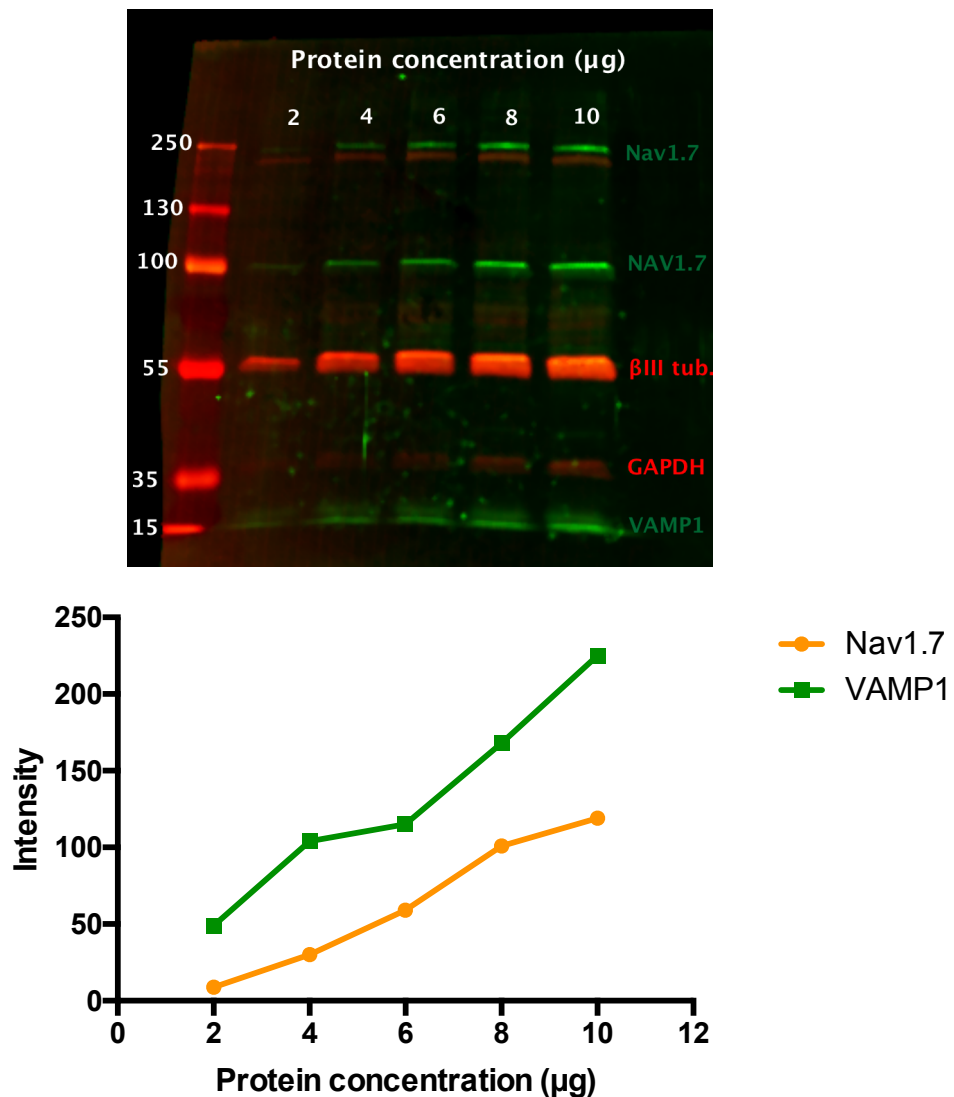 Protein concentration (µg)
2 4 6 8 10
250 Nav1.7
130
100 NAV1.7
55 βIII tub.
GAPDH
35
15 VAMP1
250
200
150
100
50
0
Intensity
0 2 4 6 8 10 12
Protein concentration (µg)
Nav1.7
VAMP1